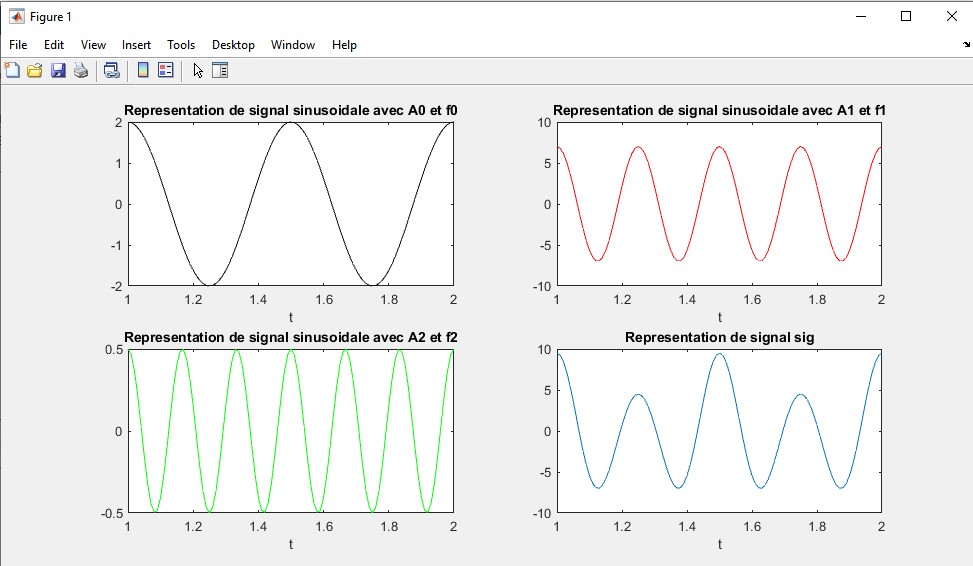 Figure 1
File Edit View Insert Tools Desktop Window Help
Representation de signal sinusoidale avec A0 et f0
2
1
0
-1
-2
1 1.2 1.4 1.6 1.8 2
t
Representation de signal sinusoidale avec A1 et f1
10
5
0
-5
-10
1 1.2 1.4 1.6 1.8 2
t
Representation de signal sinusoidale avec A2 et f2
0.5
0
-0.5
1 1.2 1.4 1.6 1.8 2
t
Representation de signal sig
10
5
0
-5
-10
1 1.2 1.4 1.6 1.8 2
t